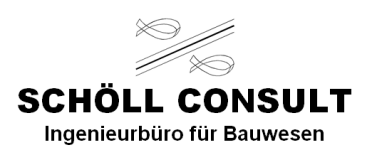 SCHÖLL CONSULT
Ingenieurbüro für Bauwesen